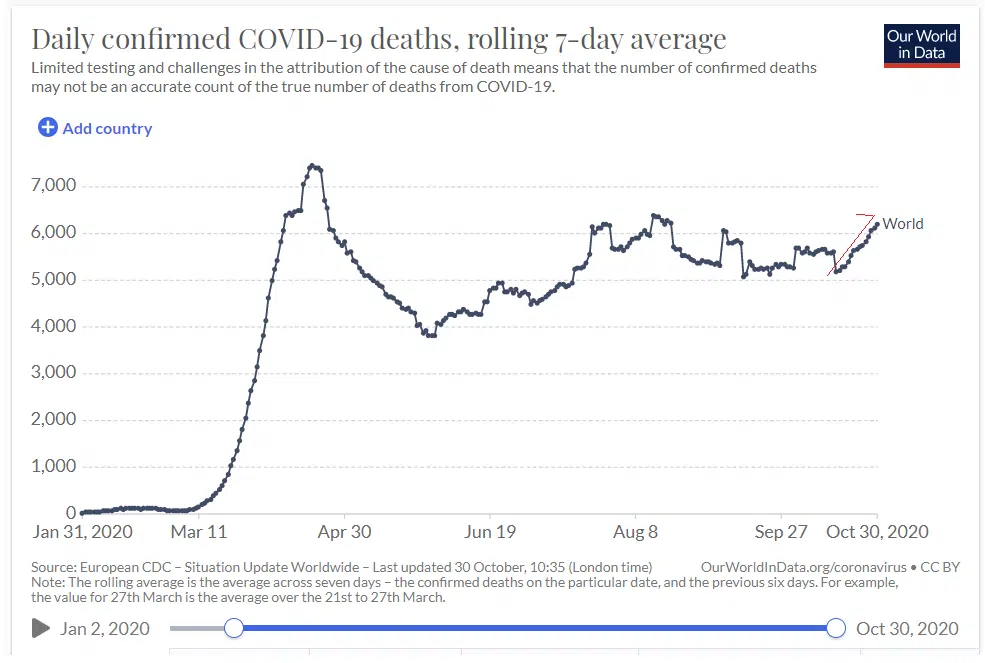 Daily confirmed COVID-19 deaths, rolling 7-day average
Our World
in Data
Limited testing and challenges in the attribution of the cause of death means that the number of confirmed deaths
may not be an accurate count of the true number of deaths from COVID-19.
Add country
7,000
6,000
World
5,000
4,000
3,000
2,000
1,000
0
Jan 31, 2020 Mar 11 Apr 30 Jun 19 Aug 8 Sep 27 Oct 30, 2020
Source: European CDC – Situation Update Worldwide – Last updated 30 October, 10:35 (London time) OurWorldInData.org/coronavirus • CC BY
Note: The rolling average is the average across seven days – the confirmed deaths on the particular date, and the previous six days. For example,
the value for 27th March is the average over the 21st to 27th March.
Jan 2, 2020 Oct 30, 2020